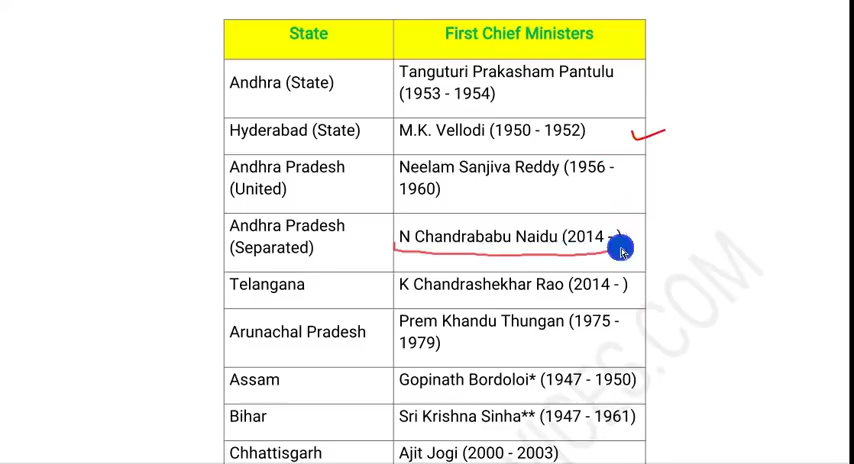 State First Chief Ministers
Andhra (State) Tanguturi Prakasham Pantulu
(1953 - 1954)
Hyderabad (State) M.K. Vellodi (1950 - 1952)
Andhra Pradesh Neelam Sanjiva Reddy (1956 -
(United) 1960)
Andhra Pradesh
(Separated) N Chandrababu Naidu (2014 - )
Telangana K Chandrashekhar Rao (2014 - )
Arunachal Pradesh Prem Khandu Thungan (1975 -
1979)
Assam Gopinath Bordoloi* (1947 - 1950)
Bihar Sri Krishna Sinha** (1947 - 1961)
Chhattisgarh Ajit Jogi (2000 - 2003)